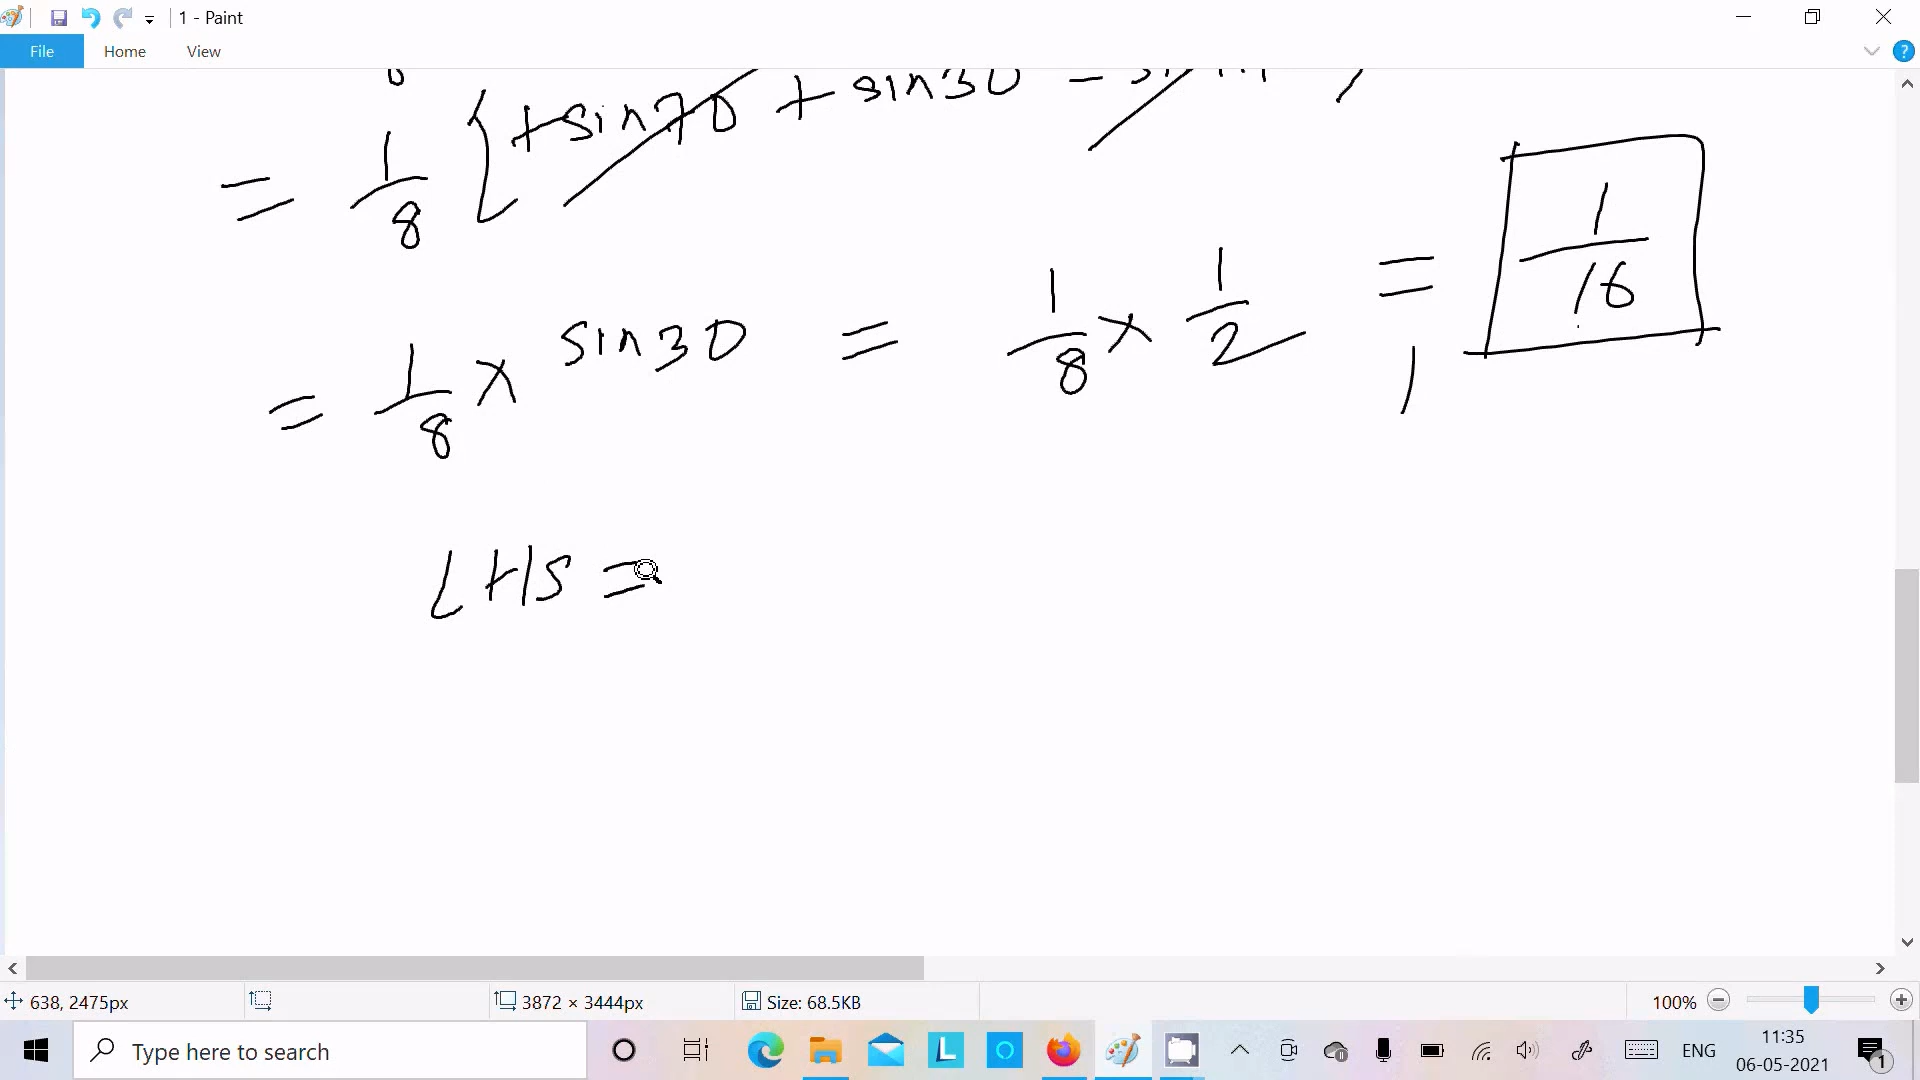 1 - Paint
File Home View
= 1/8 [+sin70 + sin30 -
= 1/8 × sin30 = 1/8 × 1/2 = 1/16
LHS =
638, 2475px 3872 × 3444px Size: 68.5KB 100%
Type here to search
ENG
11:35
06-05-2021
1